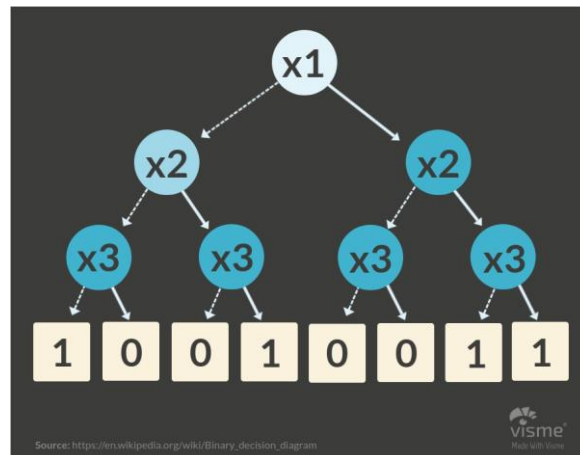 x1
x2 x2
x3 x3 x3 x3
1 0 0 1 0 0 1 1
Source: https://en.wikipedia.org/wiki/Binary_decision_diagram
visme
Made With Visme